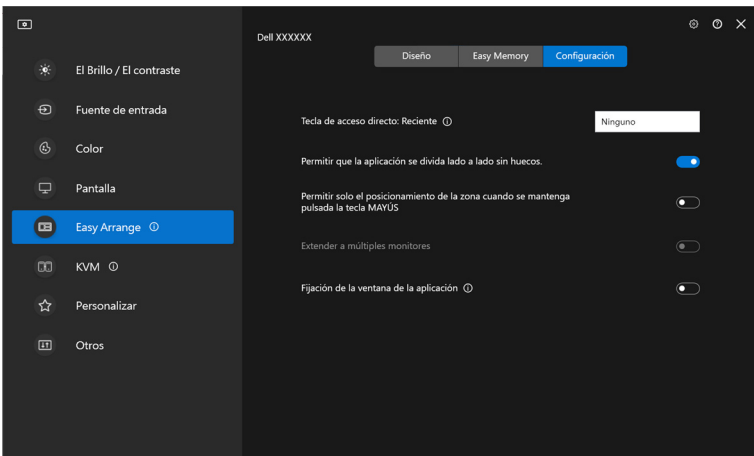 Dell XXXXXX
Diseño
Easy Memory
Configuración
El Brillo / El contraste
Fuente de entrada
Color
Pantalla
Easy Arrange
KVM
Personalizar
Otros
Tecla de acceso directo: Reciente
Ninguno
Permitir que la aplicación se divida lado a lado sin huecos.
Permitir solo el posicionamiento de la zona cuando se mantenga
pulsada la tecla MAYÚS
Extender a múltiples monitores
Fijación de la ventana de la aplicación